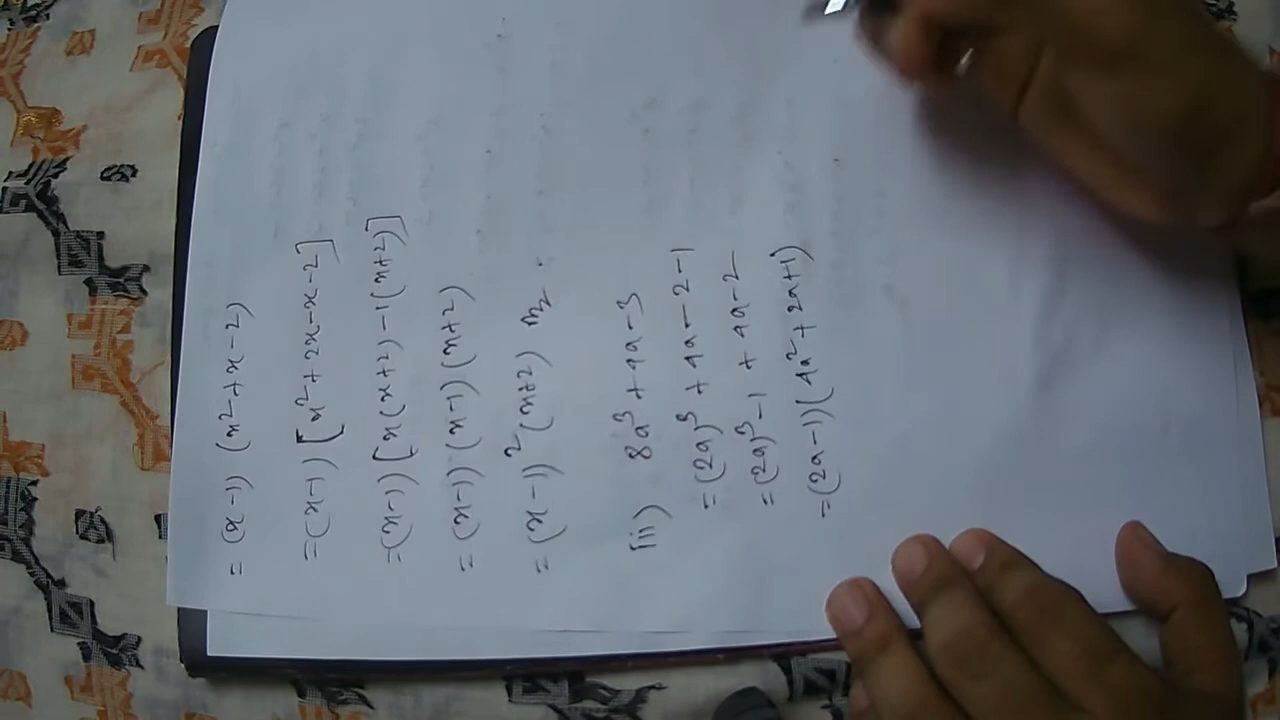 = (x-1) (x²+x-2)
= (x-1) [x²+2x-x-2]
= (x-1) [x(x+2)-1(x+2)]
= (x-1) (x-1) (x+2)
= (x-1)² (x+2)
(ii) 8a³ + 4a - 3
= (2a)³ + 4a - 2 - 1
= (2a)³ - 1 + 4a - 2
= (2a-1) (4a² + 2a+1)